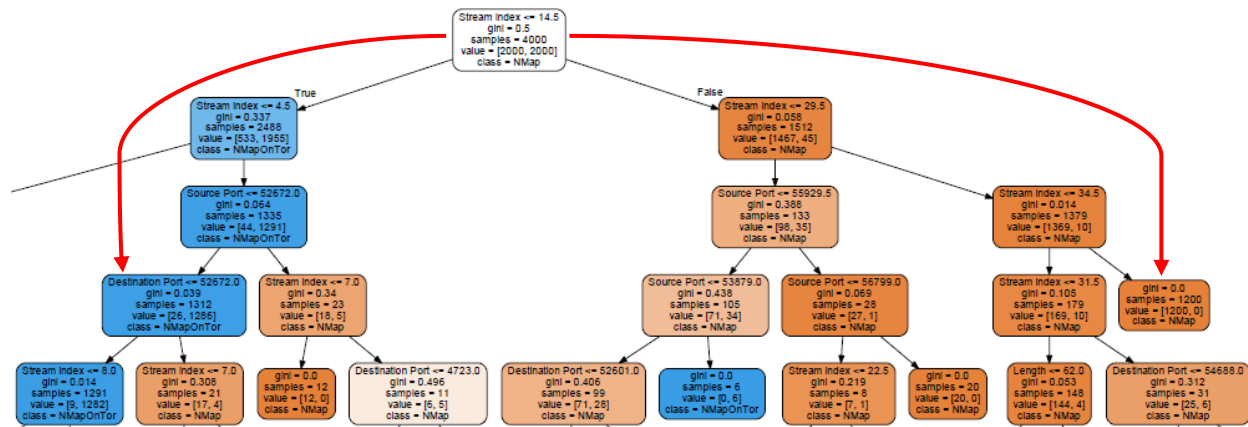 Stream Index <= 14.5
gini = 0.5
samples = 4000
value = [2000, 2000]
class = NMap
True
False
Stream Index <= 4.5
gini = 0.337
samples = 2488
value = [533, 1955]
class = NMapOnTor
Stream Index <= 29.5
gini = 0.058
samples = 1512
value = [1467, 45]
class = NMap
Source Port <= 52672.0
gini = 0.064
samples = 1335
value = [44, 1291]
class = NMapOnTor
Source Port <= 55929.5
gini = 0.388
samples = 133
value = [98, 35]
class = NMap
Stream Index <= 34.5
gini = 0.014
samples = 1379
value = [1369, 10]
class = NMap
Destination Port <= 52672.0
gini = 0.039
samples = 1312
value = [26, 1286]
class = NMapOnTor
Stream Index <= 7.0
gini = 0.34
samples = 23
value = [18, 5]
class = NMap
Source Port <= 53879.0
gini = 0.438
samples = 105
value = [71, 34]
class = NMap
Source Port <= 56799.0
gini = 0.069
samples = 28
value = [27, 1]
class = NMap
Stream Index <= 31.5
gini = 0.105
samples = 179
value = [169, 10]
class = NMap
gini = 0.0
samples = 1200
value = [1200, 0]
class = NMap
Stream Index <= 8.0
gini = 0.014
samples = 1291
value = [9, 1282]
class = NMapOnTor
Stream Index <= 7.0
gini = 0.308
samples = 21
value = [17, 4]
class = NMap
gini = 0.0
samples = 12
value = [12, 0]
class = NMap
Destination Port <= 4723.0
gini = 0.496
samples = 11
value = [6, 5]
class = NMap
Destination Port <= 52601.0
gini = 0.406
samples = 99
value = [71, 28]
class = NMap
gini = 0.0
samples = 6
value = [0, 6]
class = NMapOnTor
Stream Index <= 22.5
gini = 0.219
samples = 8
value = [7, 1]
class = NMap
gini = 0.0
samples = 20
value = [20, 0]
class = NMap
Length <= 62.0
gini = 0.053
samples = 148
value = [144, 4]
class = NMap
Destination Port <= 54688.0
gini = 0.312
samples = 31
value = [25, 6]
class = NMap